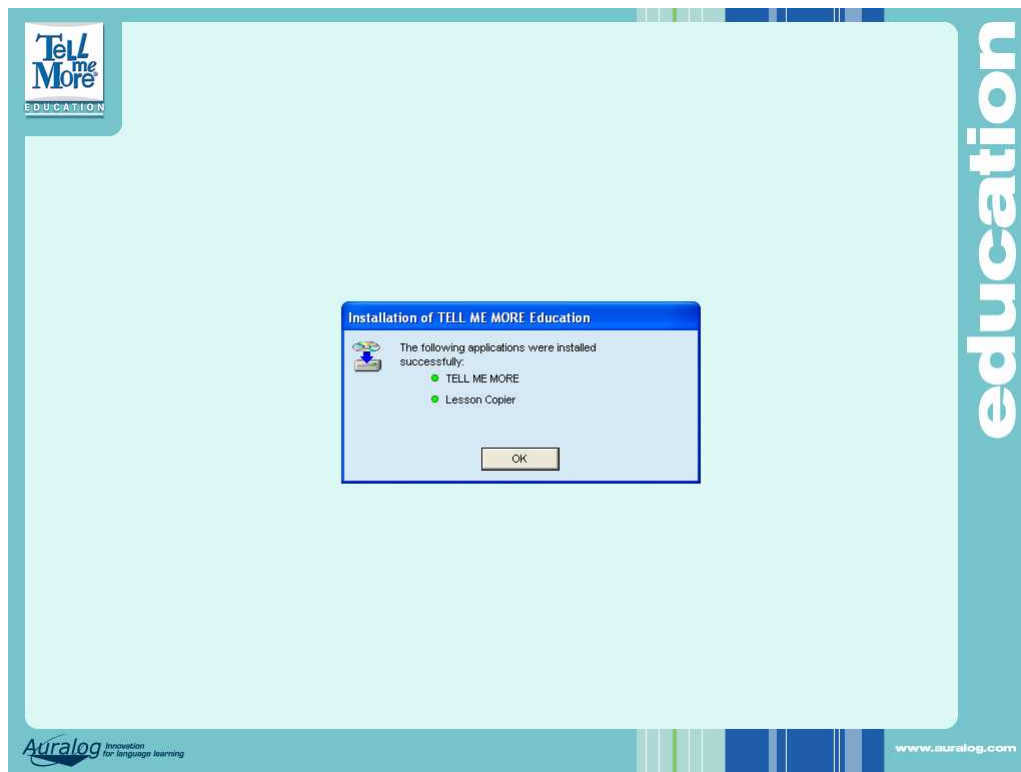 Tell
me
More®
EDUCATION
education
Installation of TELL ME MORE Education
The following applications were installed
successfully:
TELL ME MORE
Lesson Copier
OK
Auralog Innovation
for language learning
www.auralog.com